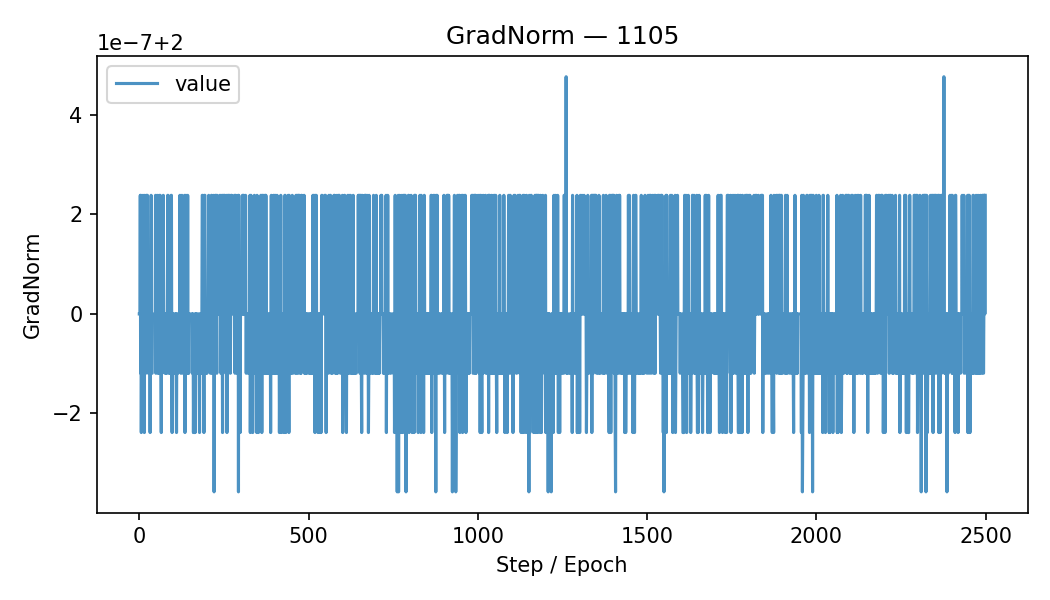 GradNorm — 1105
1e−7+2
value
4
2
0
−2
GradNorm
0
500
1000
1500
2000
2500
Step / Epoch